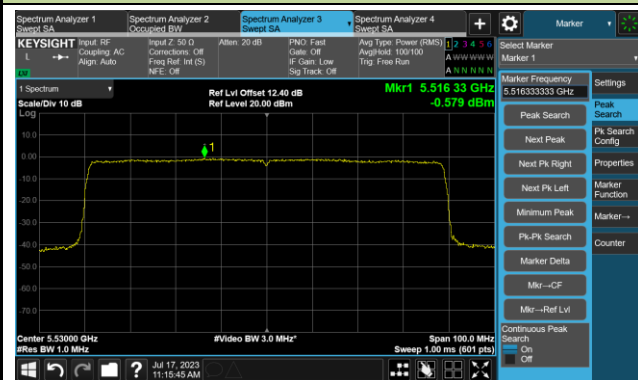 Spectrum Analyzer 1
Swept SA
Spectrum Analyzer 2
Occupied BW
Spectrum Analyzer 3
Swept SA
Spectrum Analyzer 4
Swept SA
Marker
KEYSIGHT
L
Input: RF
Coupling: AC
Align: Auto
Input Z: 50 Ω
Corrections: Off
Freq Ref: Int (S)
NFE: Off
Atten: 20 dB
PNO: Fast
Gate: Off
IF Gain: Low
Sig Track: Off
Avg Type: Power (RMS)
Avg|Hold: 100/100
Trig: Free Run
1 2 3 4 5 6
A W W W W W
A N N N N N
Select Marker
Marker 1
1 Spectrum
Scale/Div 10 dB
Log
Ref Lvl Offset 12.40 dB
Ref Level 20.00 dBm
Mkr1 5.516 33 GHz
-0.579 dBm
10.0
0.00
-10.0
-20.0
-30.0
-40.0
-50.0
-60.0
-70.0
1
Center 5.53000 GHz
#Res BW 1.0 MHz
#Video BW 3.0 MHz*
Span 100.0 MHz
Sweep 1.00 ms (601 pts)
Marker Frequency
5.516333333 GHz
Peak Search
Next Peak
Next Pk Right
Next Pk Left
Minimum Peak
Pk-Pk Search
Marker Delta
Mkr→CF
Mkr→Ref Lvl
Continuous Peak
Search
On
Off
Settings
Peak
Search
Pk Search
Config
Properties
Marker
Function
Marker→
Counter
Jul 17, 2023
11:15:45 AM